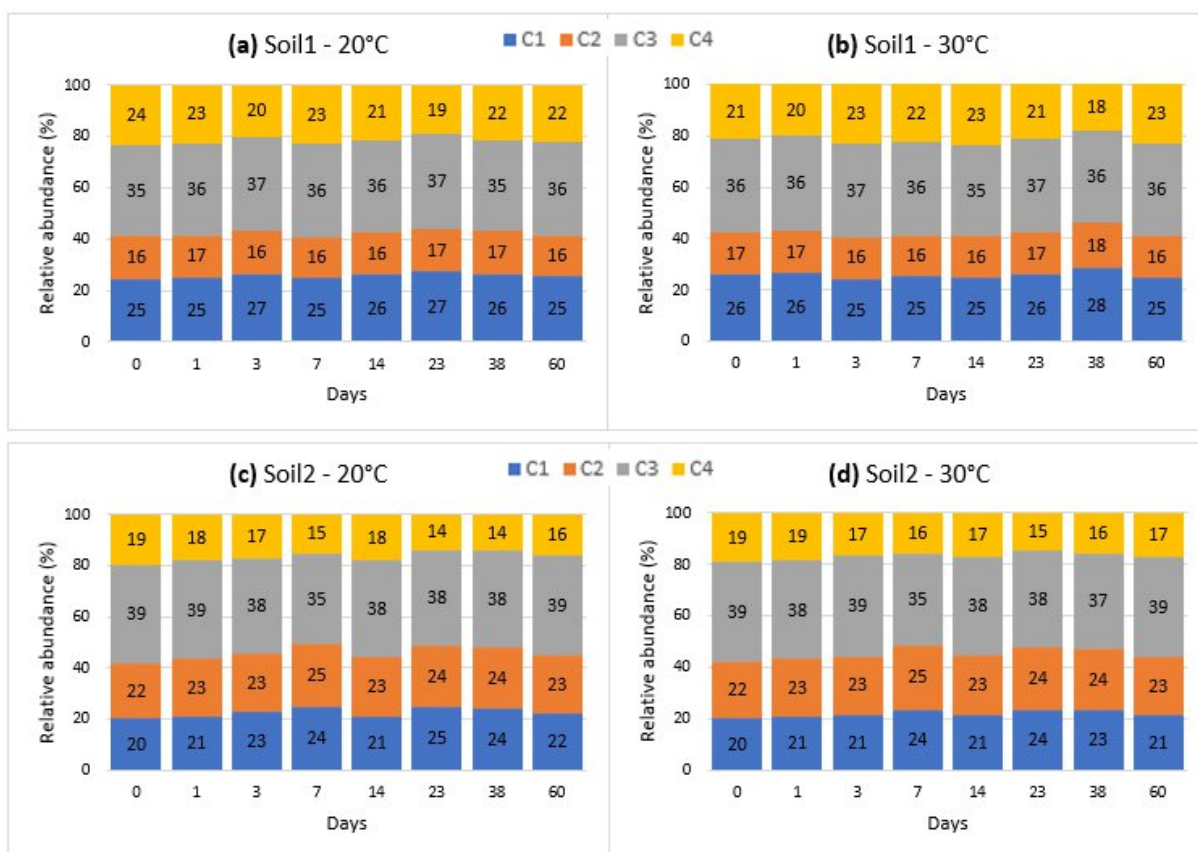 (a) Soil1 - 20°C
C1 C2 C3 C4
(b) Soil1 - 30°C
Relative abundance (%)
100
80
60
40
20
0
24 23 20 23 21 19 22 22
35 36 37 36 36 37 35 36
16 17 16 16 16 17 17 16
25 25 27 25 26 27 26 25
0 1 3 7 14 23 38 60
Days
Relative abundance (%)
100
80
60
40
20
0
21 20 23 22 23 21 18 23
36 36 37 36 35 37 36 36
17 17 16 16 16 17 18 16
26 26 25 25 25 26 28 25
0 1 3 7 14 23 38 60
Days
(c) Soil2 - 20°C
C1 C2 C3 C4
(d) Soil2 - 30°C
Relative abundance (%)
100
80
60
40
20
0
19 18 17 15 18 14 14 16
39 39 38 35 38 38 38 39
22 23 23 25 23 24 24 23
20 21 23 24 21 25 24 22
0 1 3 7 14 23 38 60
Days
Relative abundance (%)
100
80
60
40
20
0
19 19 17 16 17 15 16 17
39 38 39 35 38 38 37 39
22 23 23 25 23 24 24 23
20 21 21 24 21 24 23 21
0 1 3 7 14 23 38 60
Days